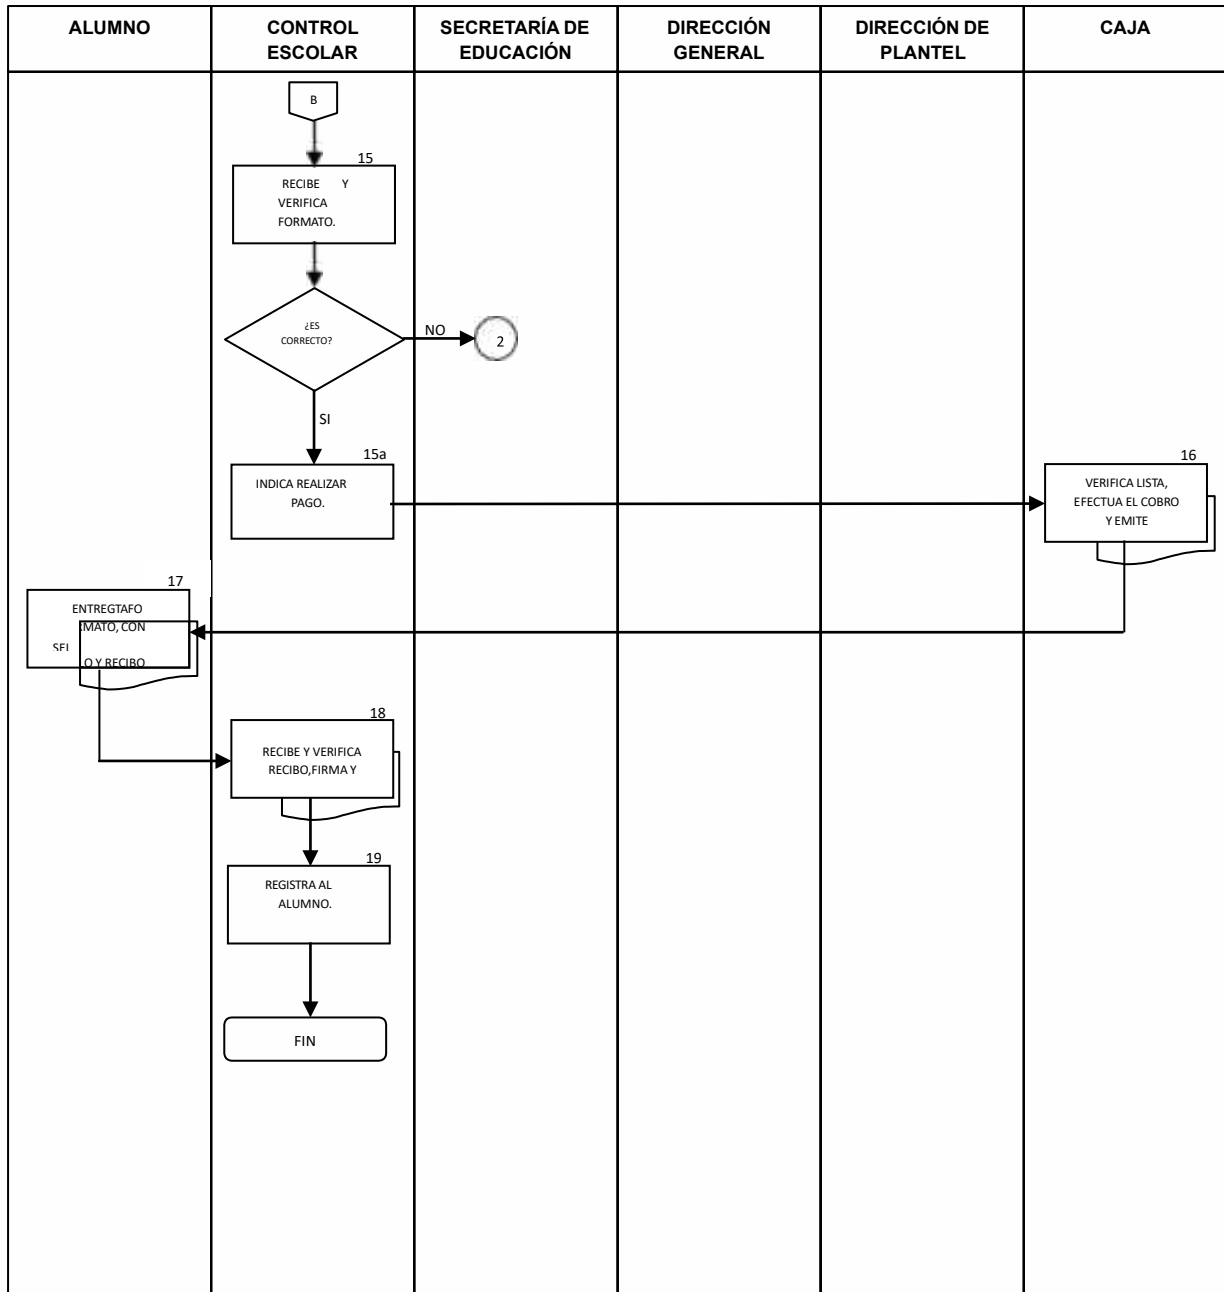 ALUMNO
CONTROL
ESCOLAR
SECRETARÍA DE
EDUCACIÓN
DIRECCIÓN
GENERAL
DIRECCIÓN DE
PLANTEL
CAJA
B
15
RECIBE Y
VERIFICA
FORMATO.
¿ES
CORRECTO?
NO
2
SI
15a
INDICA REALIZAR
PAGO.
16
VERIFICA LISTA,
EFECTUA EL COBRO
Y EMITE
17
ENTREGTAFO
RMATO, CON
SEL
O Y RECIBO
18
RECIBE Y VERIFICA
RECIBO,FIRMA Y
19
REGISTRA AL
ALUMNO.
FIN